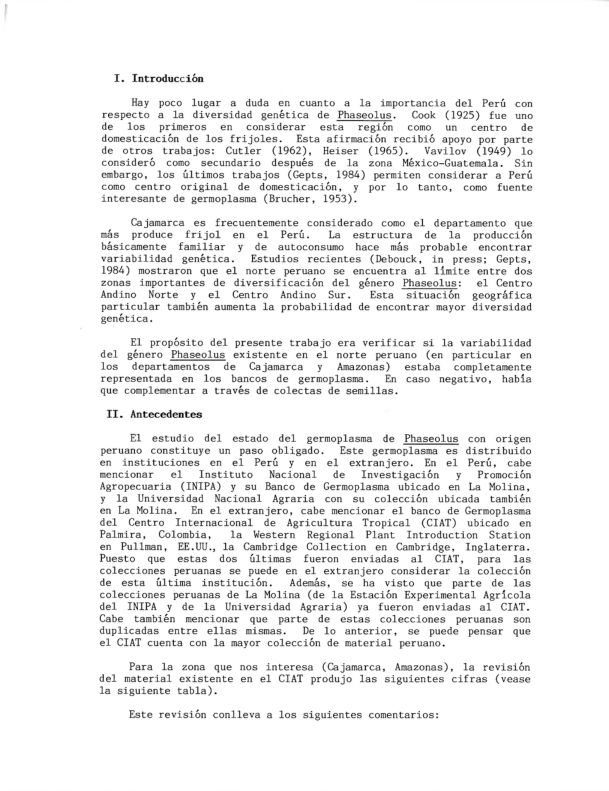 I. Introducción
Hay poco lugar a duda en cuanto a la importancia del Perú con
respecto a la diversidad genética de Phaseolus. Cook (1925) fue uno
de los primeros en considerar esta región como un centro de
domesticación de los frijoles. Esta afirmación recibió apoyo por parte
de otros trabajos: Cutler (1962), Heiser (1965). Vavilov (1949) lo
consideró como secundario después de la zona México-Guatemala. Sin
embargo, los últimos trabajos (Gepts, 1984) permiten considerar a Perú
como centro original de domesticación, y por lo tanto, como fuente
interesante de germoplasma (Brucher, 1953).
Cajamarca es frecuentemente considerado como el departamento que
más produce frijol en el Perú. La estructura de la producción
básicamente familiar y de autoconsumo hace más probable encontrar
variabilidad genética. Estudios recientes (Debouck, in press; Gepts,
1984) mostraron que el norte peruano se encuentra al límite entre dos
zonas importantes de diversificación del género Phaseolus: el Centro
Andino Norte y el Centro Andino Sur. Esta situación geográfica
particular también aumenta la probabilidad de encontrar mayor diversidad
genética.
El propósito del presente trabajo era verificar si la variabilidad
del género Phaseolus existente en el norte peruano (en particular en
los departamentos de Cajamarca y Amazonas) estaba completamente
representada en los bancos de germoplasma. En caso negativo, había
que complementar a través de colectas de semillas.
II. Antecedentes
El estudio del estado del germoplasma de Phaseolus con origen
peruano constituye un paso obligado. Este germoplasma es distribuido
en instituciones en el Perú y en el extranjero. En el Perú, cabe
mencionar el Instituto Nacional de Investigación y Promoción
Agropecuaria (INIPA) y su Banco de Germoplasma ubicado en La Molina,
y la Universidad Nacional Agraria con su colección ubicada también
en La Molina. En el extranjero, cabe mencionar el banco de Germoplasma
del Centro Internacional de Agricultura Tropical (CIAT) ubicado en
Palmira, Colombia, la Western Regional Plant Introduction Station
en Pullman, EE.UU., la Cambridge Collection en Cambridge, Inglaterra.
Puesto que estas dos últimas fueron enviadas al CIAT, para las
colecciones peruanas se puede en el extranjero considerar la colección
de esta última institución. Además, se ha visto que parte de las
colecciones peruanas de La Molina (de la Estación Experimental Agrícola
del INIPA y de la Universidad Agraria) ya fueron enviadas al CIAT.
Cabe también mencionar que parte de estas colecciones peruanas son
duplicadas entre ellas mismas. De lo anterior, se puede pensar que
el CIAT cuenta con la mayor colección de material peruano.
Para la zona que nos interesa (Cajamarca, Amazonas), la revisión
del material existente en el CIAT produjo las siguientes cifras (vease
la siguiente tabla).
Este revisión conlleva a los siguientes comentarios: